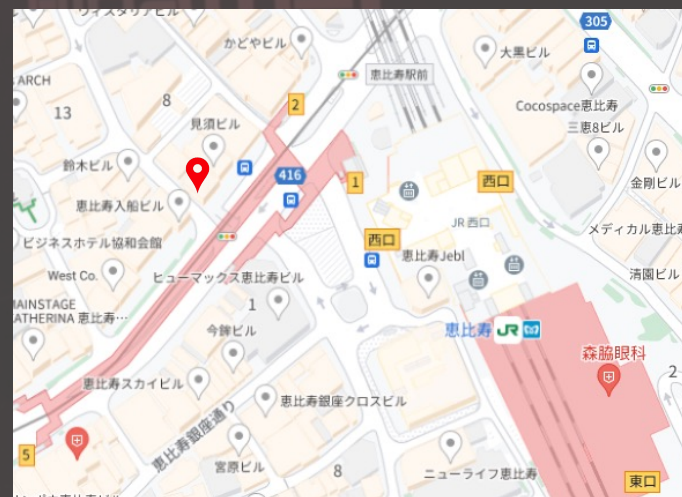 ウィスタリアビル
かどやビル
305
大黒ビル
恵比寿駅前
ARCH
13
8
2
Cocospace恵比寿
三恵8ビル
見須ビル
鈴木ビル
416
1
西口
金剛ビル
恵比寿入船ビル
JR 西口
メディカル恵比寿
ビジネスホテル協和会館
西口
恵比寿Jebl
West Co.
ヒューマックス恵比寿ビル
清園ビル
MAINSTAGE
CATHERINA 恵比寿…
1
今鉾ビル
恵比寿
JR
森脇眼科
恵比寿スカイビル
2
恵比寿銀座通り
恵比寿銀座クロスビル
5
宮原ビル
8
ニューライフ恵比寿
東口